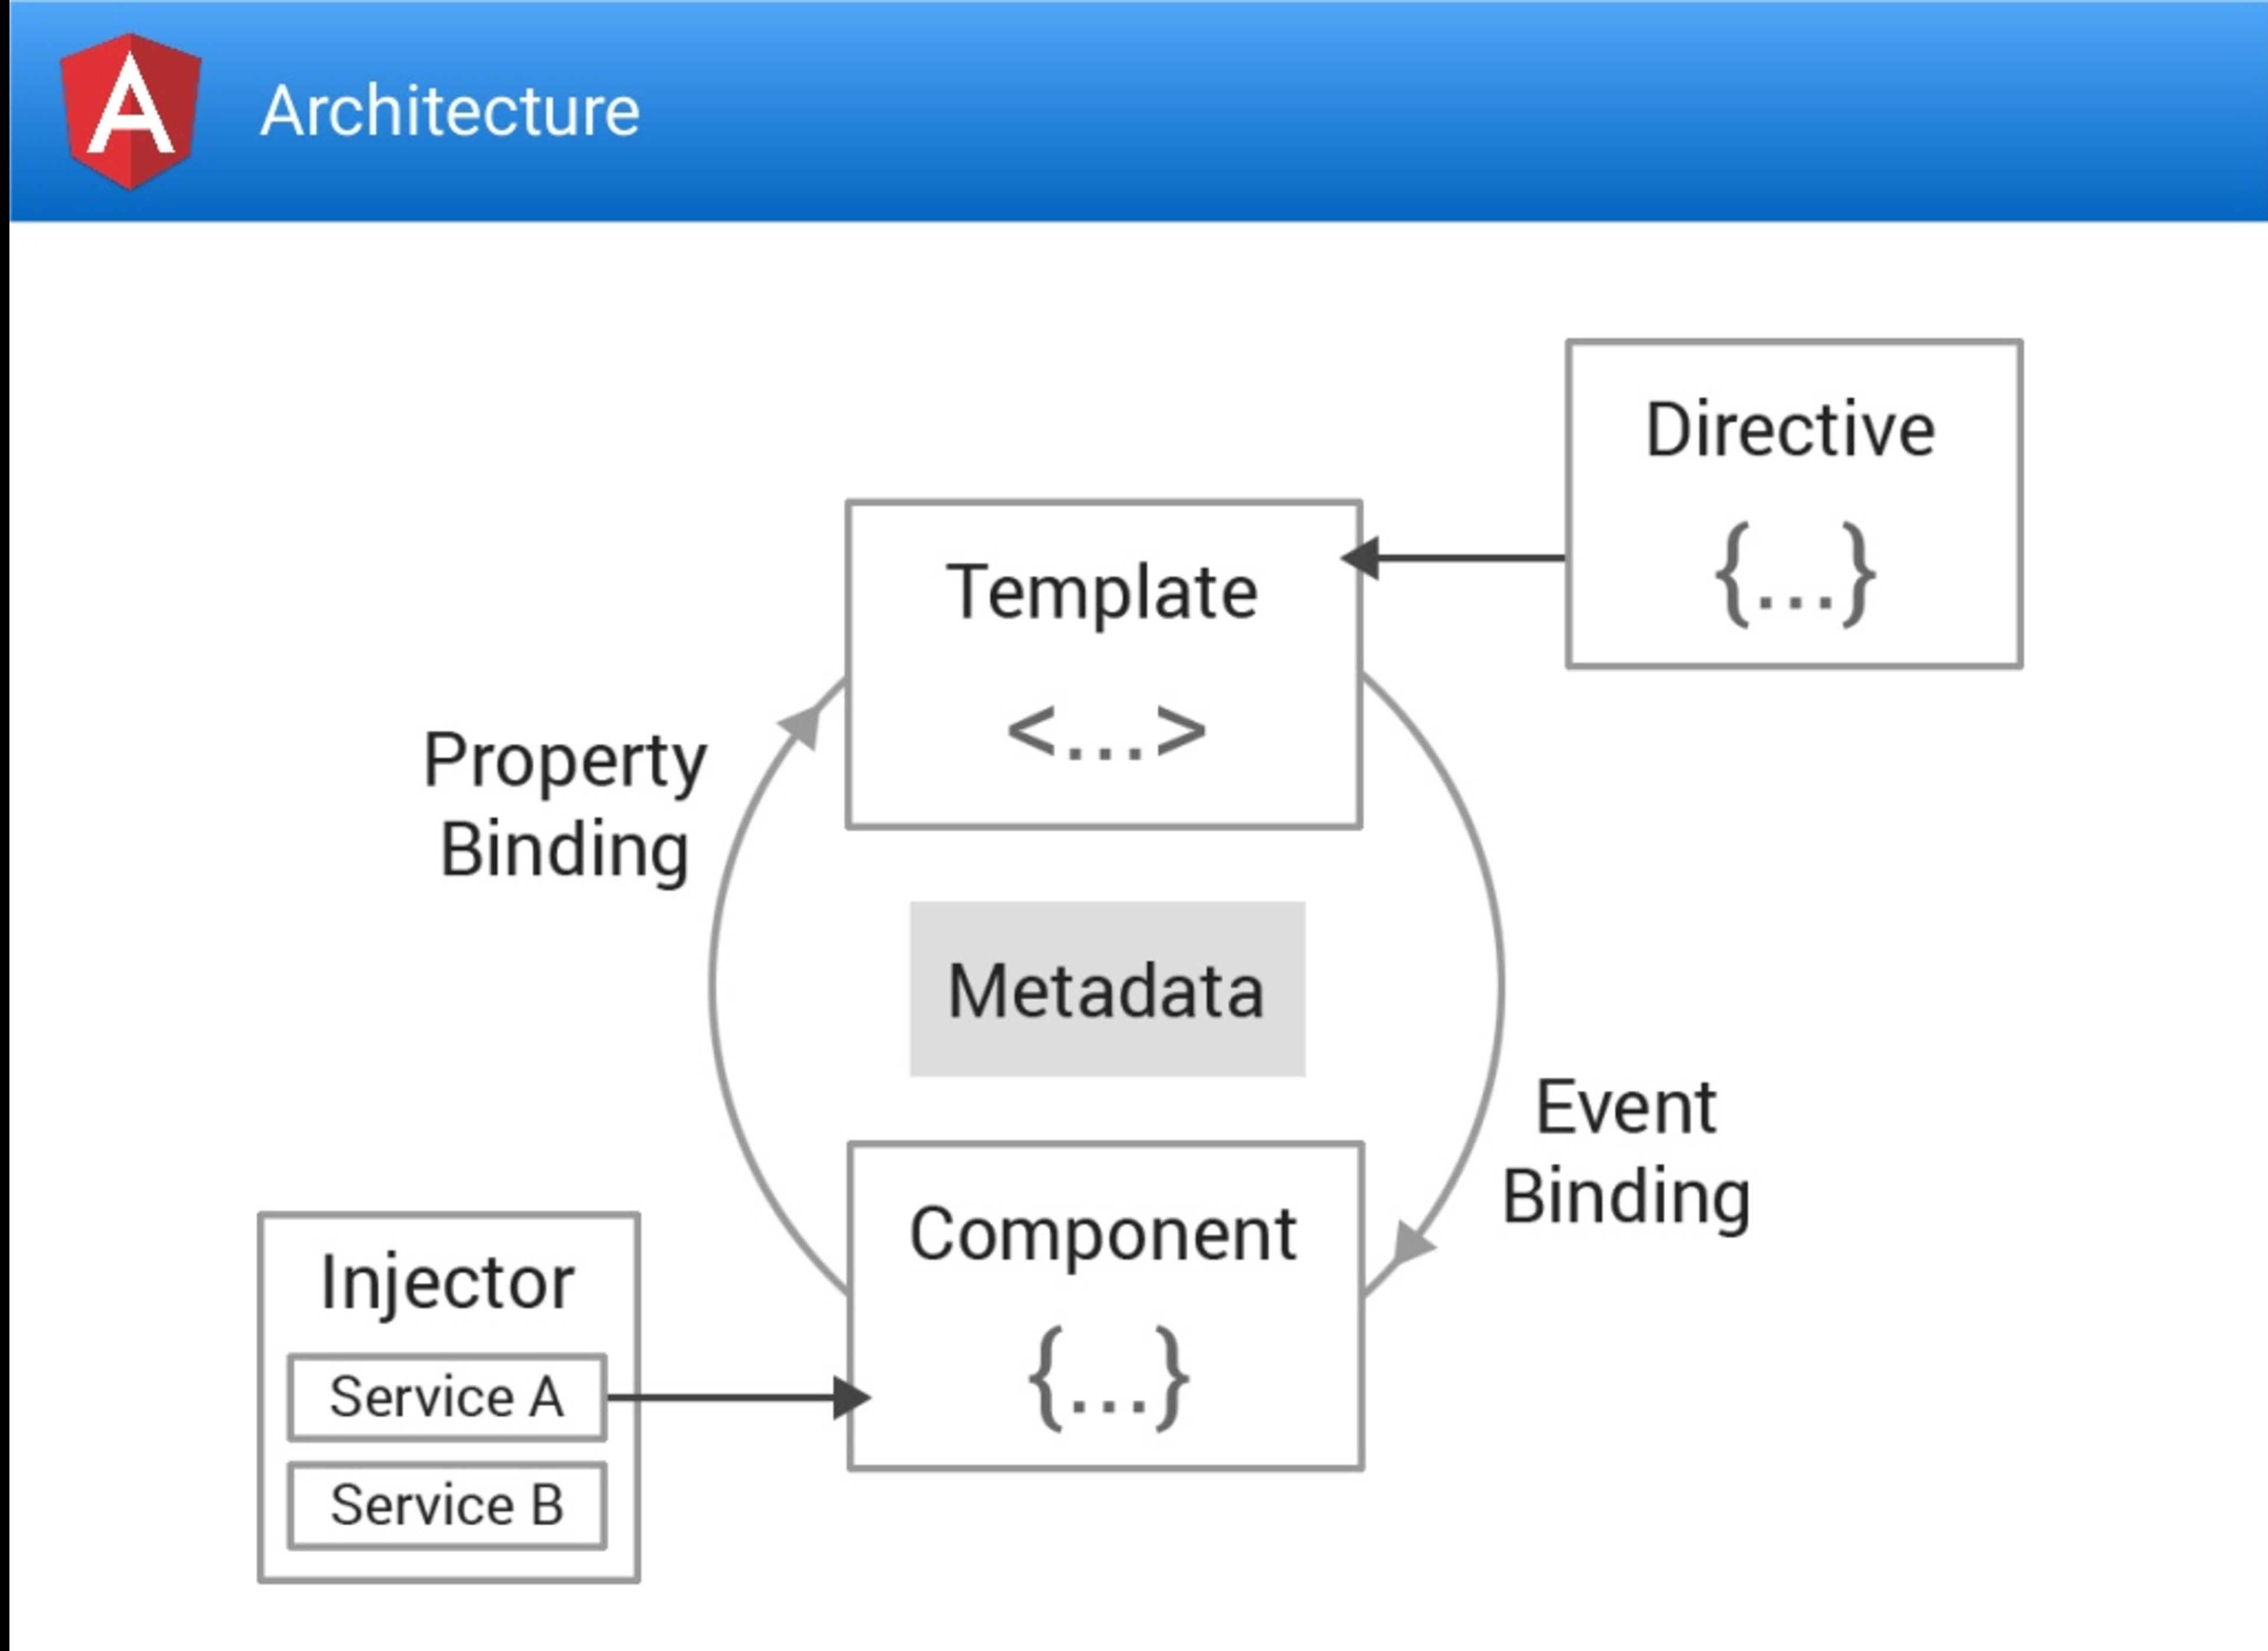 A
Architecture
Directive
{...}
Template
<...>
Property
Binding
Metadata
Event
Binding
Component
{...}
Injector
Service A
Service B